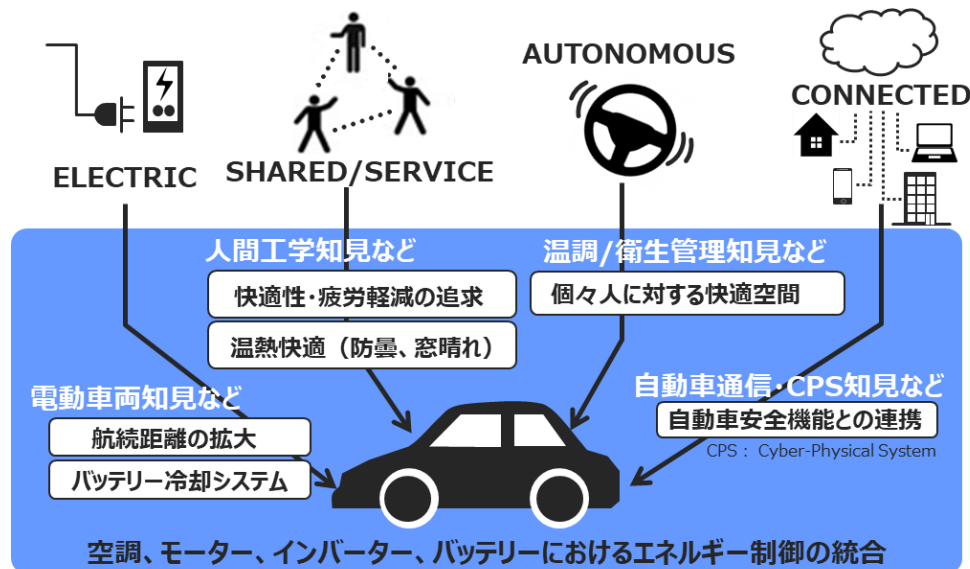 ELECTRIC
SHARED/SERVICE
AUTONOMOUS
CONNECTED
人間工学知見など
快適性・疲労軽減の追求
温熱快適（防曇、窓晴れ）
温調/衛生管理知見など
個々人に対する快適空間
電動車両知見など
航続距離の拡大
バッテリー冷却システム
自動車通信・CPS知見など
自動車安全機能との連携
CPS： Cyber-Physical System
空調、モーター、インバーター、バッテリーにおけるエネルギー制御の統合